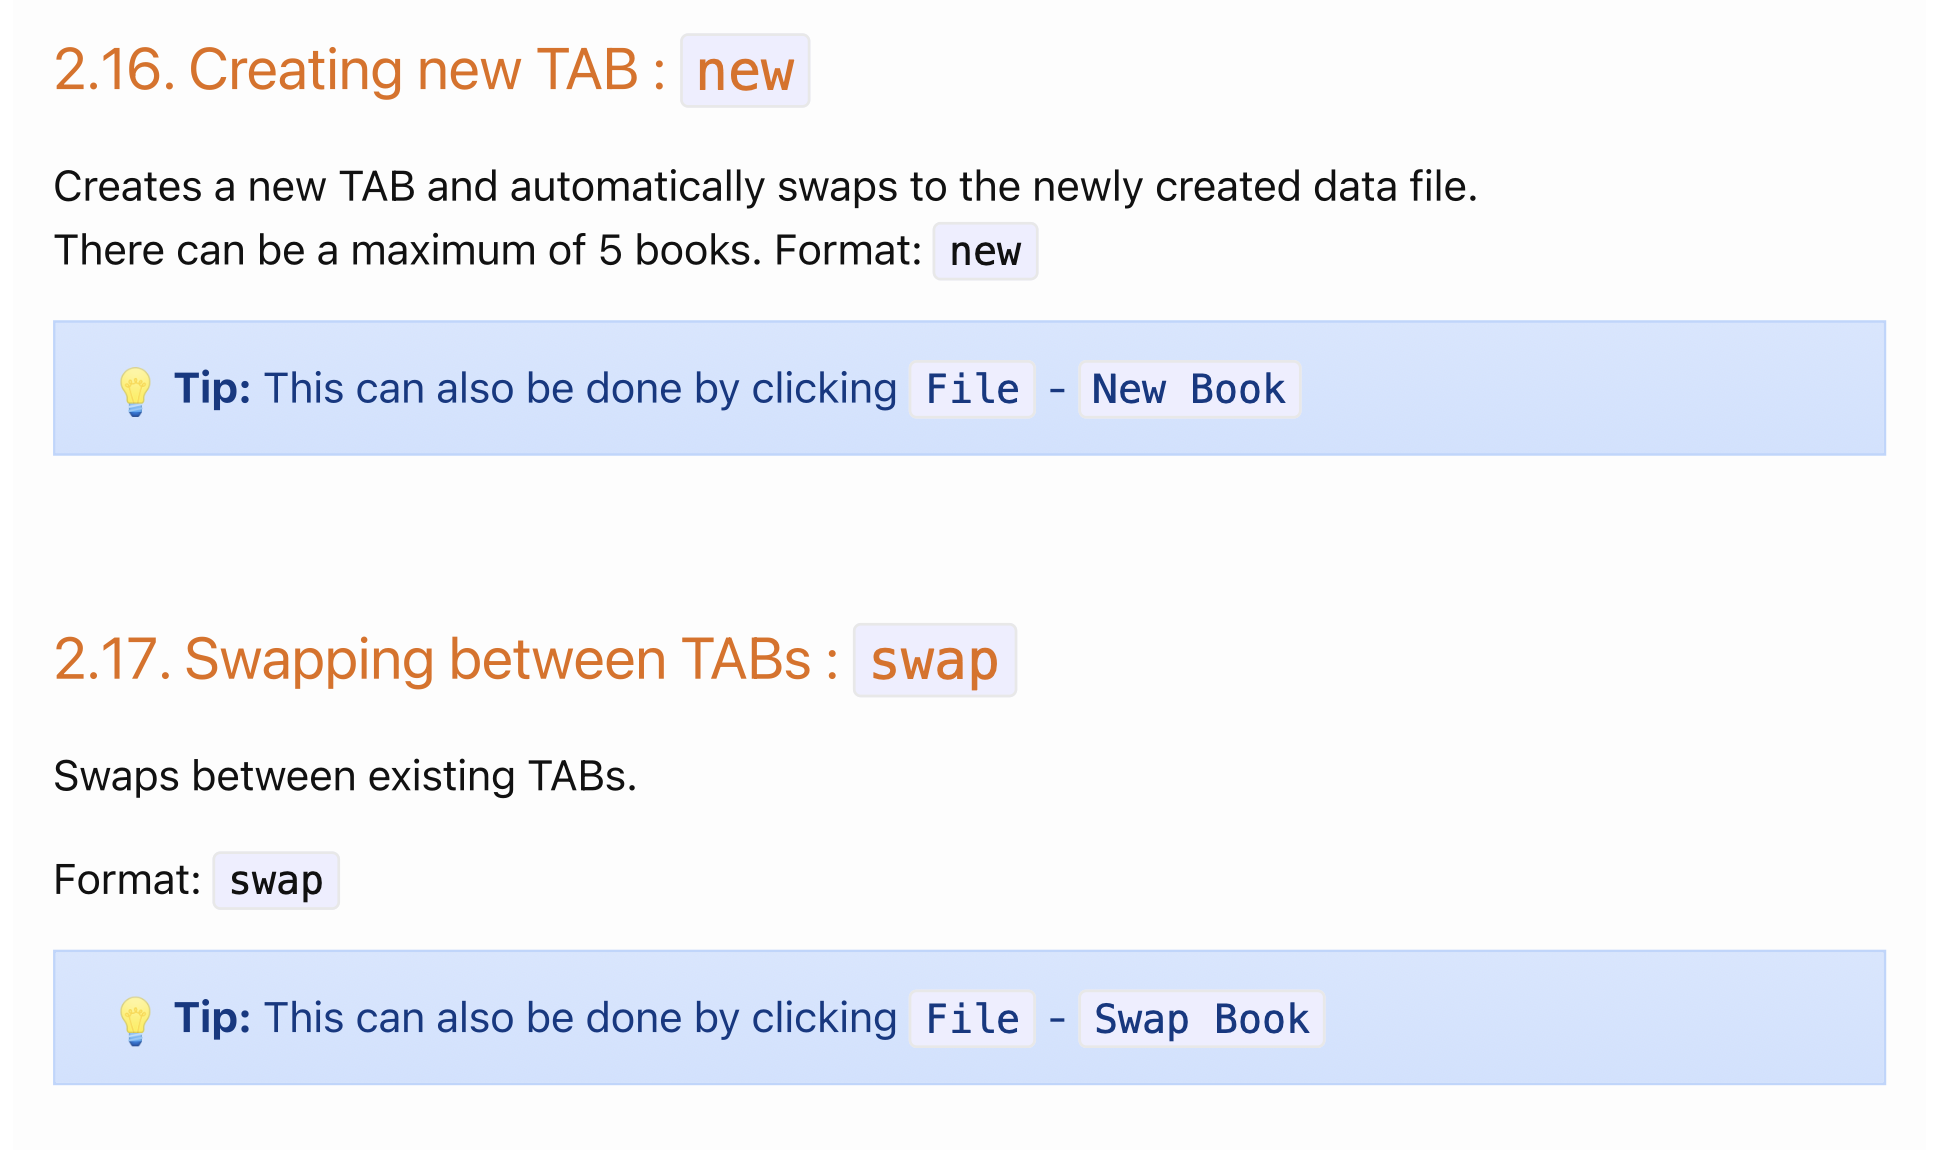 2.16. Creating new TAB : new
Creates a new TAB and automatically swaps to the newly created data file.
There can be a maximum of 5 books. Format: new
Tip: This can also be done by clicking File - New Book
2.17. Swapping between TABs : swap
Swaps between existing TABs.
Format: swap
Tip: This can also be done by clicking File - Swap Book